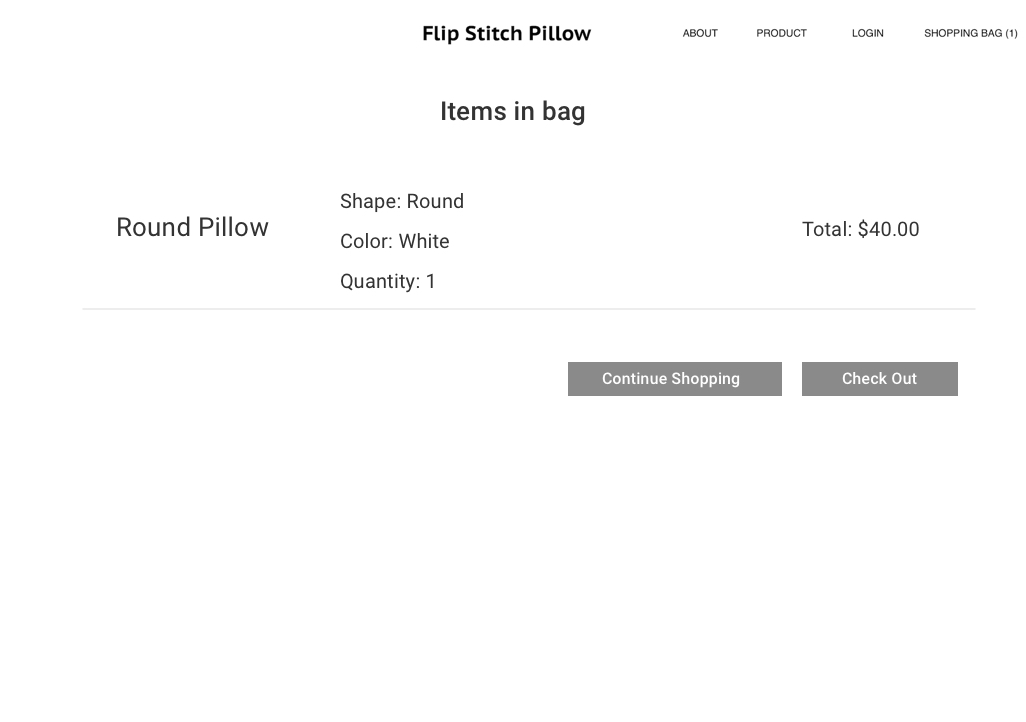 Flip Stitch Pillow
ABOUT
PRODUCT
LOGIN
SHOPPING BAG (1)
Items in bag
Round Pillow
Shape: Round
Color: White
Quantity: 1
Total: $40.00
Continue Shopping
Check Out